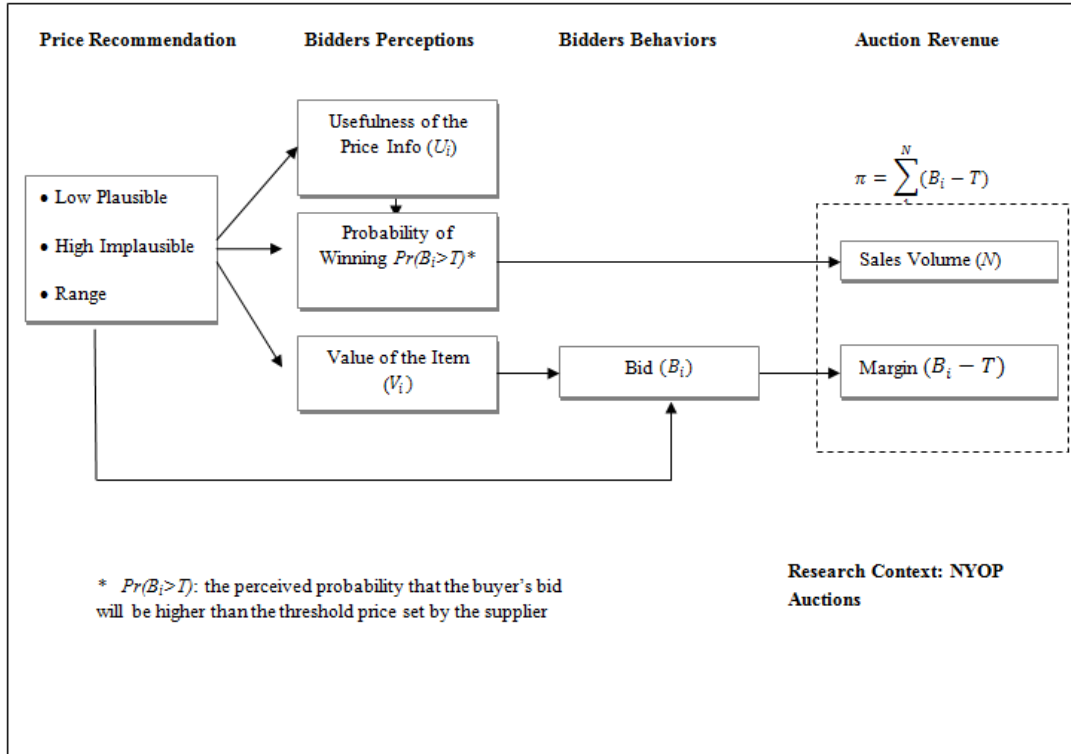 Price Recommendation
Bidders Perceptions
Bidders Behaviors
Auction Revenue
Usefulness of the
Price Info (Uᵢ)
π = ∑ᴺ (Bᵢ − T)
• Low Plausible
• High Implausible
• Range
Probability of
Winning Pr(Bᵢ>T)*
Sales Volume (N)
Value of the Item
(Vᵢ)
Bid (Bᵢ)
Margin (Bᵢ − T)
* Pr(Bᵢ>T): the perceived probability that the buyer's bid
will be higher than the threshold price set by the supplier
Research Context: NYOP
Auctions